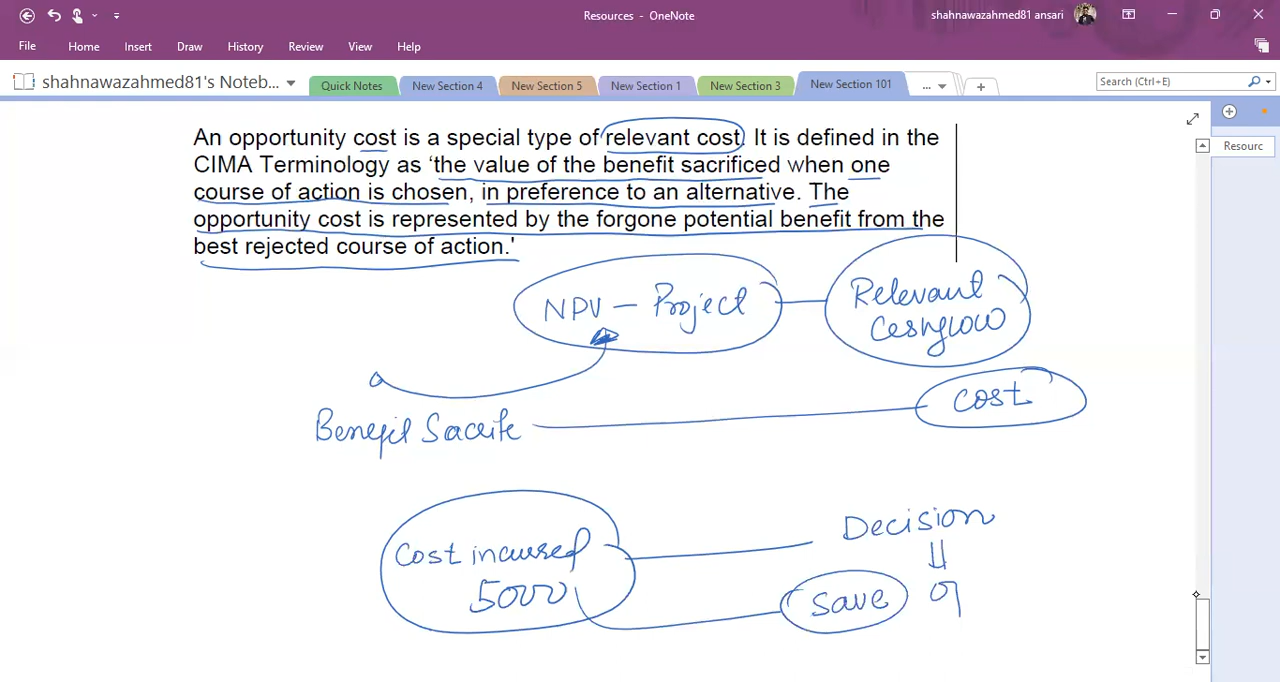 Resources - OneNote
shahnawazahmed81 ansari
File Home Insert Draw History Review View Help
shahnawazahmed81's Noteb... Quick Notes New Section 4 New Section 5 New Section 1 New Section 3 New Section 101 ... + Search (Ctrl+E)
Resourc
An opportunity cost is a special type of relevant cost. It is defined in the
CIMA Terminology as ‘the value of the benefit sacrificed when one
course of action is chosen, in preference to an alternative. The
opportunity cost is represented by the forgone potential benefit from the
best rejected course of action.'
NPV – Project Relevant
Cost
Benefit
Decision
Cost incurred
5000 save